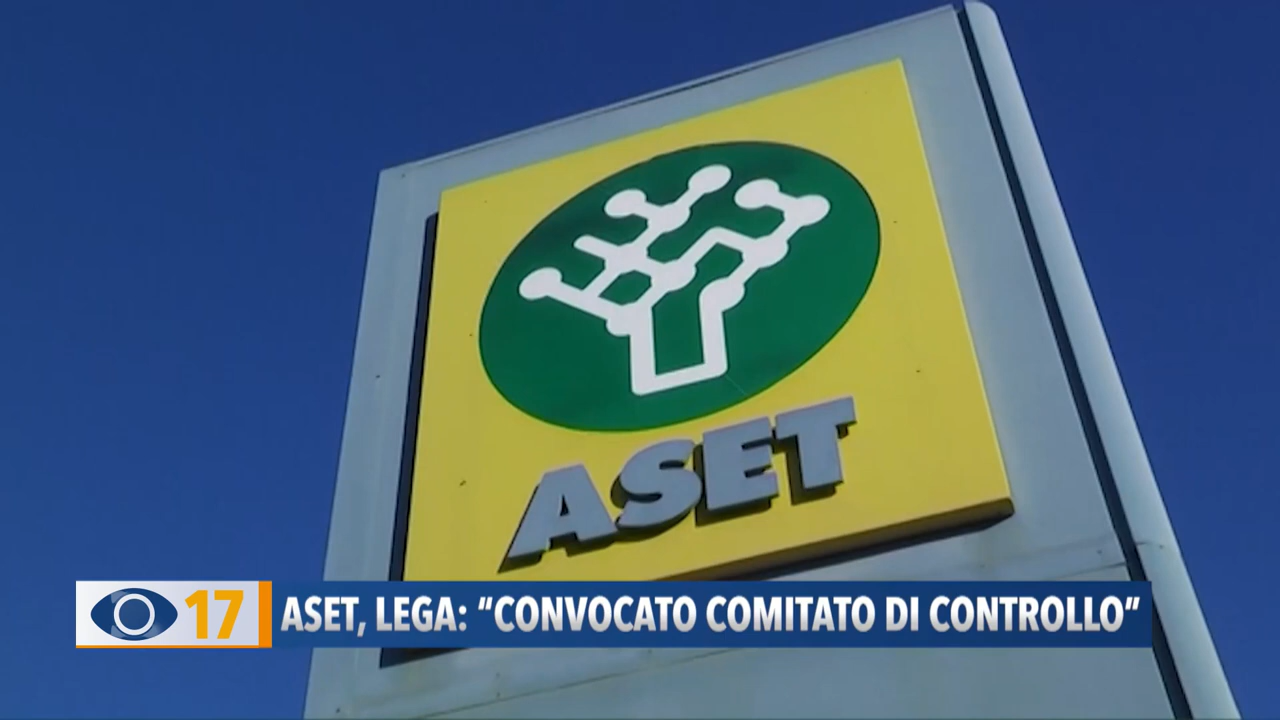 ASET
17 ASET, LEGA: “CONVOCATO COMITATO DI CONTROLLO”